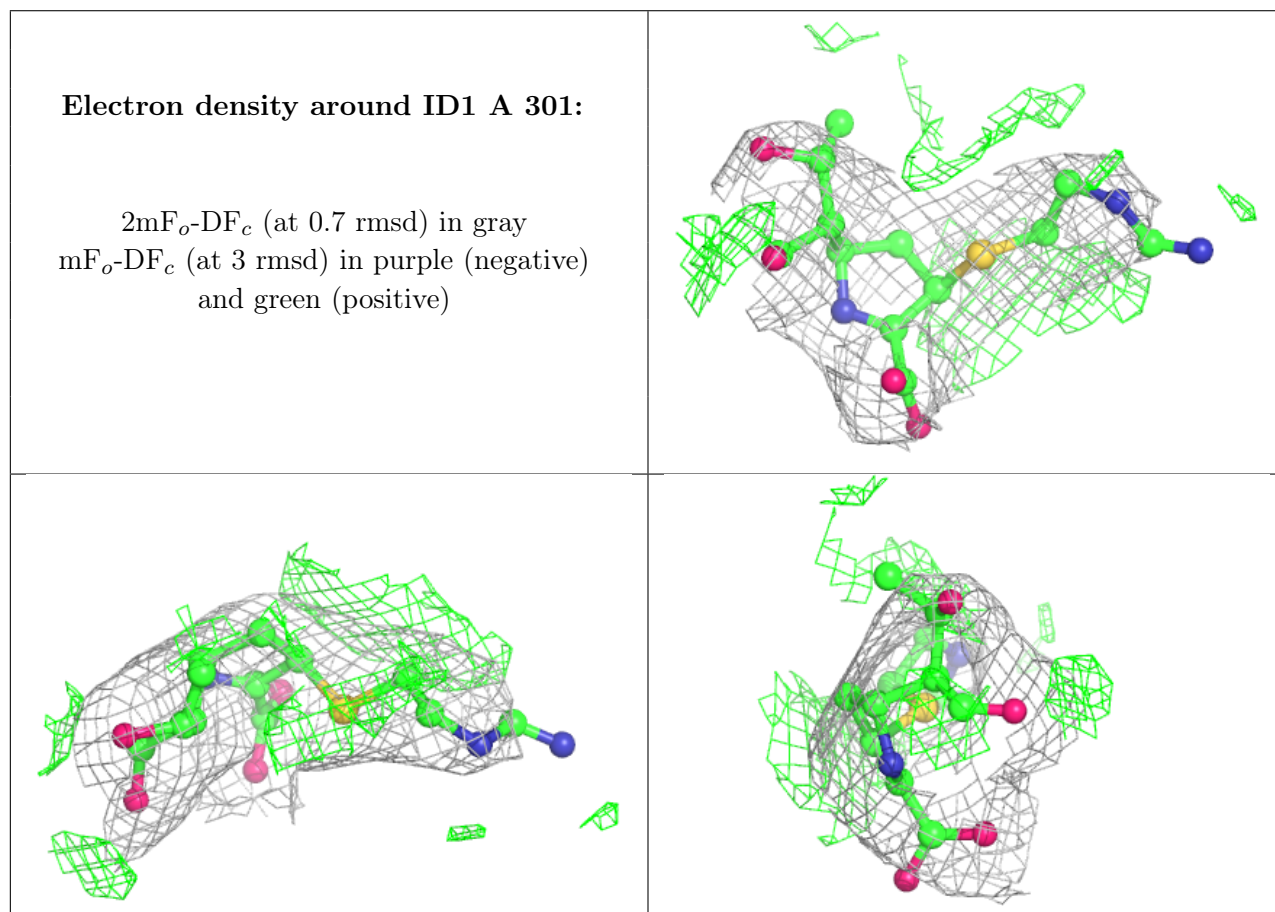 Electron density around ID1 A 301:
2mFo-DFc (at 0.7 rmsd) in gray
mFo-DFc (at 3 rmsd) in purple (negative)
and green (positive)